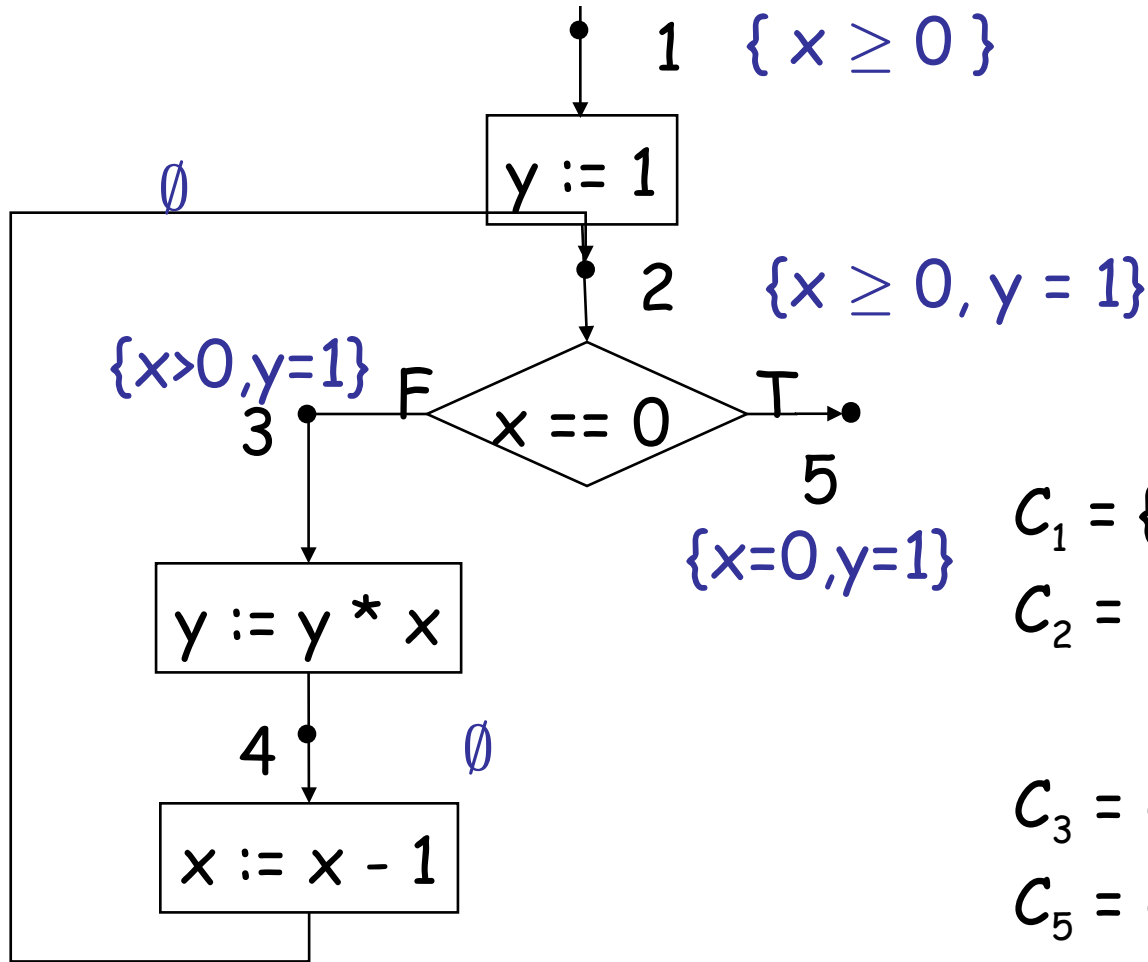 1 { x ≥ 0 }
y := 1
∅
2 {x ≥ 0, y = 1}
{x>0,y=1} F x == 0 T
3
5
{x=0,y=1}
C1 = {
C2 =
y := y * x
4 ∅
C3 =
x := x - 1
C5 =